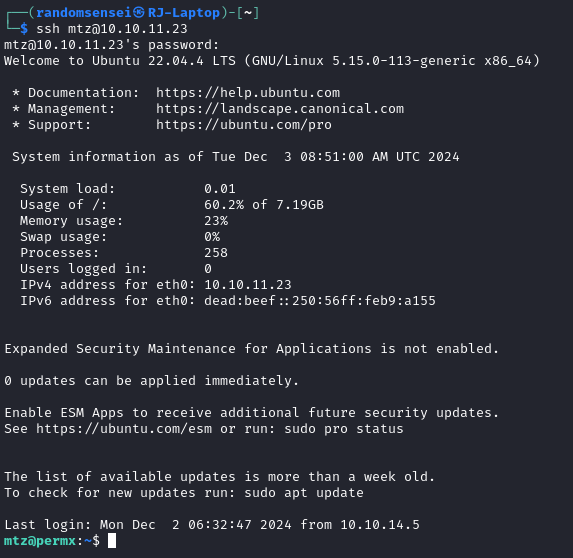 ┌──(randomsensei㉿RJ-Laptop)-[~]
└─$ ssh mtz@10.10.11.23
mtz@10.10.11.23's password:
Welcome to Ubuntu 22.04.4 LTS (GNU/Linux 5.15.0-113-generic x86_64)
* Documentation:  https://help.ubuntu.com
* Management:     https://landscape.canonical.com
* Support:        https://ubuntu.com/pro
System information as of Tue Dec  3 08:51:00 AM UTC 2024
System load:           0.01
Usage of /:            60.2% of 7.19GB
Memory usage:          23%
Swap usage:            0%
Processes:             258
Users logged in:       0
IPv4 address for eth0: 10.10.11.23
IPv6 address for eth0: dead:beef::250:56ff:feb9:a155
Expanded Security Maintenance for Applications is not enabled.
0 updates can be applied immediately.
Enable ESM Apps to receive additional future security updates.
See https://ubuntu.com/esm or run: sudo pro status
The list of available updates is more than a week old.
To check for new updates run: sudo apt update
Last login: Mon Dec  2 06:32:47 2024 from 10.10.14.5
mtz@permx:~$